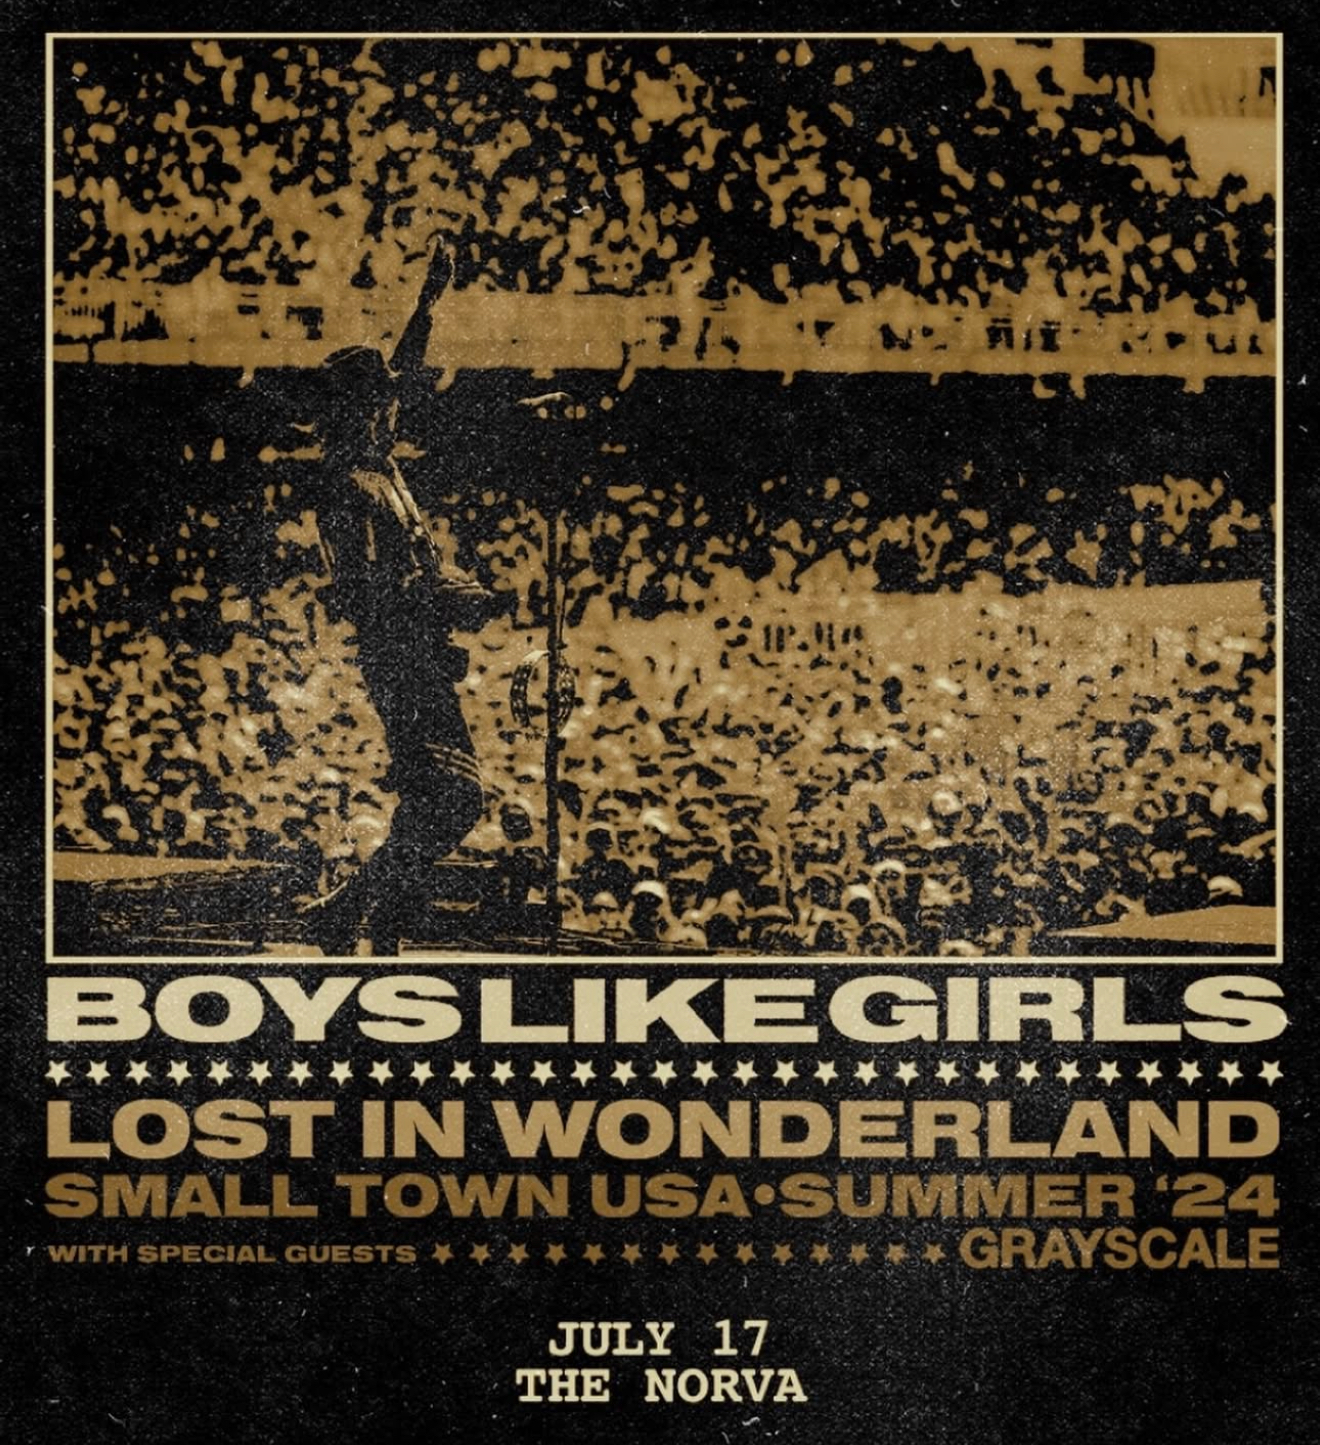 BOYS LIKE GIRLS
LOST IN WONDERLAND
SMALL TOWN USA•SUMMER ‘24
WITH SPECIAL GUESTS GRAYSCALE
JULY 17
THE NORVA